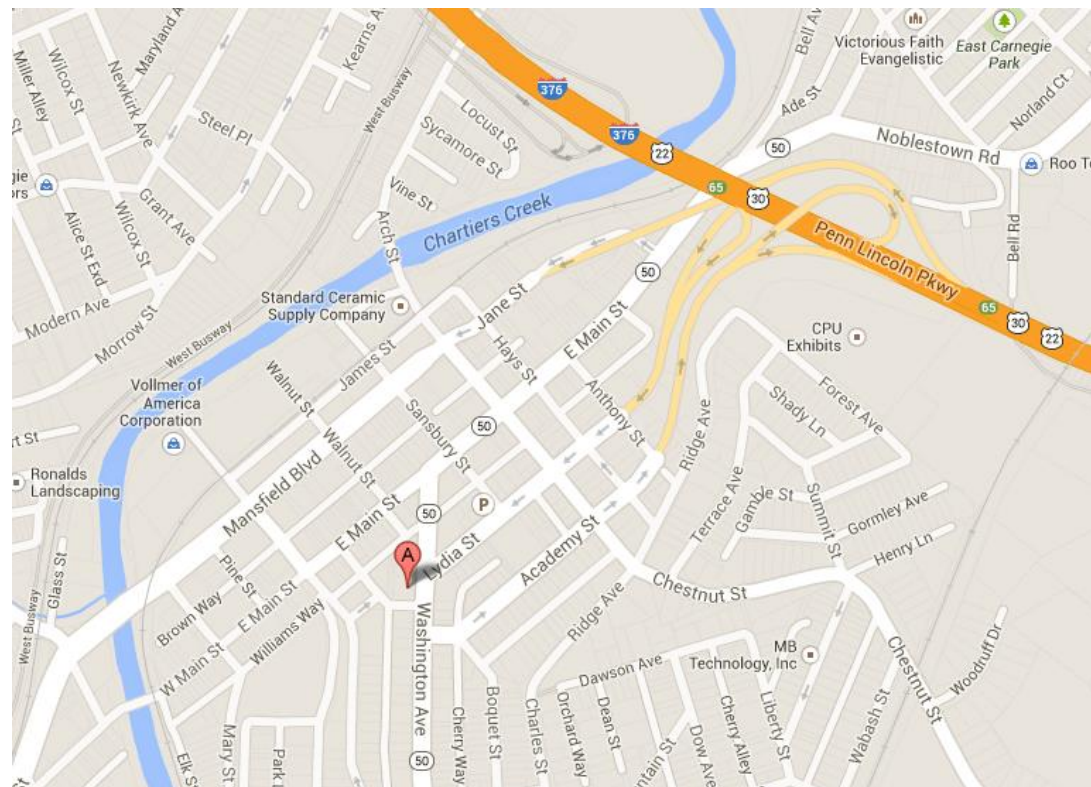 Maryland Ave
Kearns A
Miller Alley
Wilcox St
Newkirk Ave
West Busway
376
Bell Av
Victorious Faith
Evangelistic
East Carnegie
Park
Norland Ct
Ade St
Locust St
376
Steel Pl
Sycamore St
22
50
Noblestown Rd
Roo To
gie
ors
Grant Ave
Vine St
65
30
Wilcox St
Alice St Exd
Arch St
Chartiers Creek
Penn Lincoln Pkwy
Bell Rd
50
Standard Ceramic
Supply Company
Jane St
65
30
22
Modern Ave
Morrow St
West Busway
James St
E Main St
Hays St
CPU
Exhibits
Vollmer of
America
Corporation
Walnut St
Sansbury St
Anthony St
Forest Ave
Shady Ln
rt St
50
Ridge Ave
Ronalds
Landscaping
Mansfield Blvd
Walnut St
Terrace Ave
Gamble St
Summit St
P
50
E Main St
Gormley Ave
A
Lydia St
Academy St
Henry Ln
Glass St
Pine St
Chestnut St
Brown Way
E Main St
Washington Ave
Ridge Ave
West Busway
Williams Way
W Main St
MB
Technology, Inc
Woodruff Dr
Dawson Ave
Chestnut St
Mary St
Cherry Way
Boquet St
Charles St
Orchard Way
Dean St
Cherry Alley
Liberty St
Wabash St
Elk St
Park
50
ntain St
Dow Ave